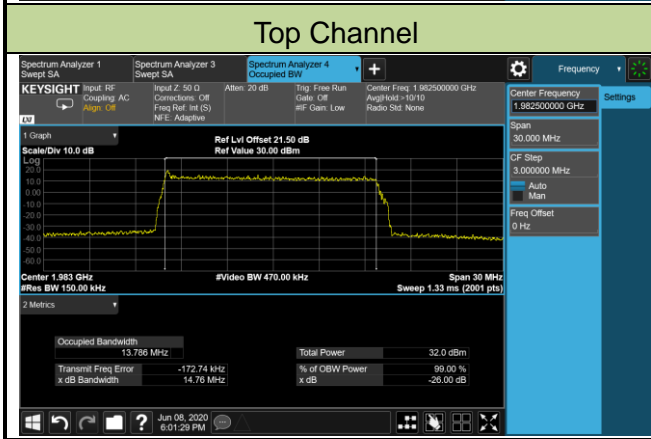 Top Channel
Spectrum Analyzer 1
Swept SA
Spectrum Analyzer 3
Swept SA
Spectrum Analyzer 4
Occupied BW
+
Frequency
KEYSIGHT
Input: RF
Coupling: AC
Align: Off
Input Z: 50 Ω
Corrections: Off
Freq Ref: Int (S)
NFE: Adaptive
Atten: 20 dB
Trig: Free Run
Gate: Off
#IF Gain: Low
Center Freq: 1.982500000 GHz
Avg|Hold:>10/10
Radio Std: None
Center Frequency
1.982500000 GHz
Settings
Span
30.000 MHz
CF Step
3.000000 MHz
Auto
Man
Freq Offset
0 Hz
1 Graph
Scale/Div 10.0 dB
Ref Lvl Offset 21.50 dB
Ref Value 30.00 dBm
Log
20.0
10.0
0.00
-10.0
-20.0
-30.0
-40.0
-50.0
-60.0
Center 1.983 GHz
#Res BW 150.00 kHz
#Video BW 470.00 kHz
Span 30 MHz
Sweep 1.33 ms (2001 pts)
2 Metrics
Occupied Bandwidth
13.786 MHz
Total Power 32.0 dBm
Transmit Freq Error -172.74 kHz
% of OBW Power 99.00 %
x dB Bandwidth 14.76 MHz
x dB -26.00 dB
?
Jun 08, 2020
6:01:29 PM